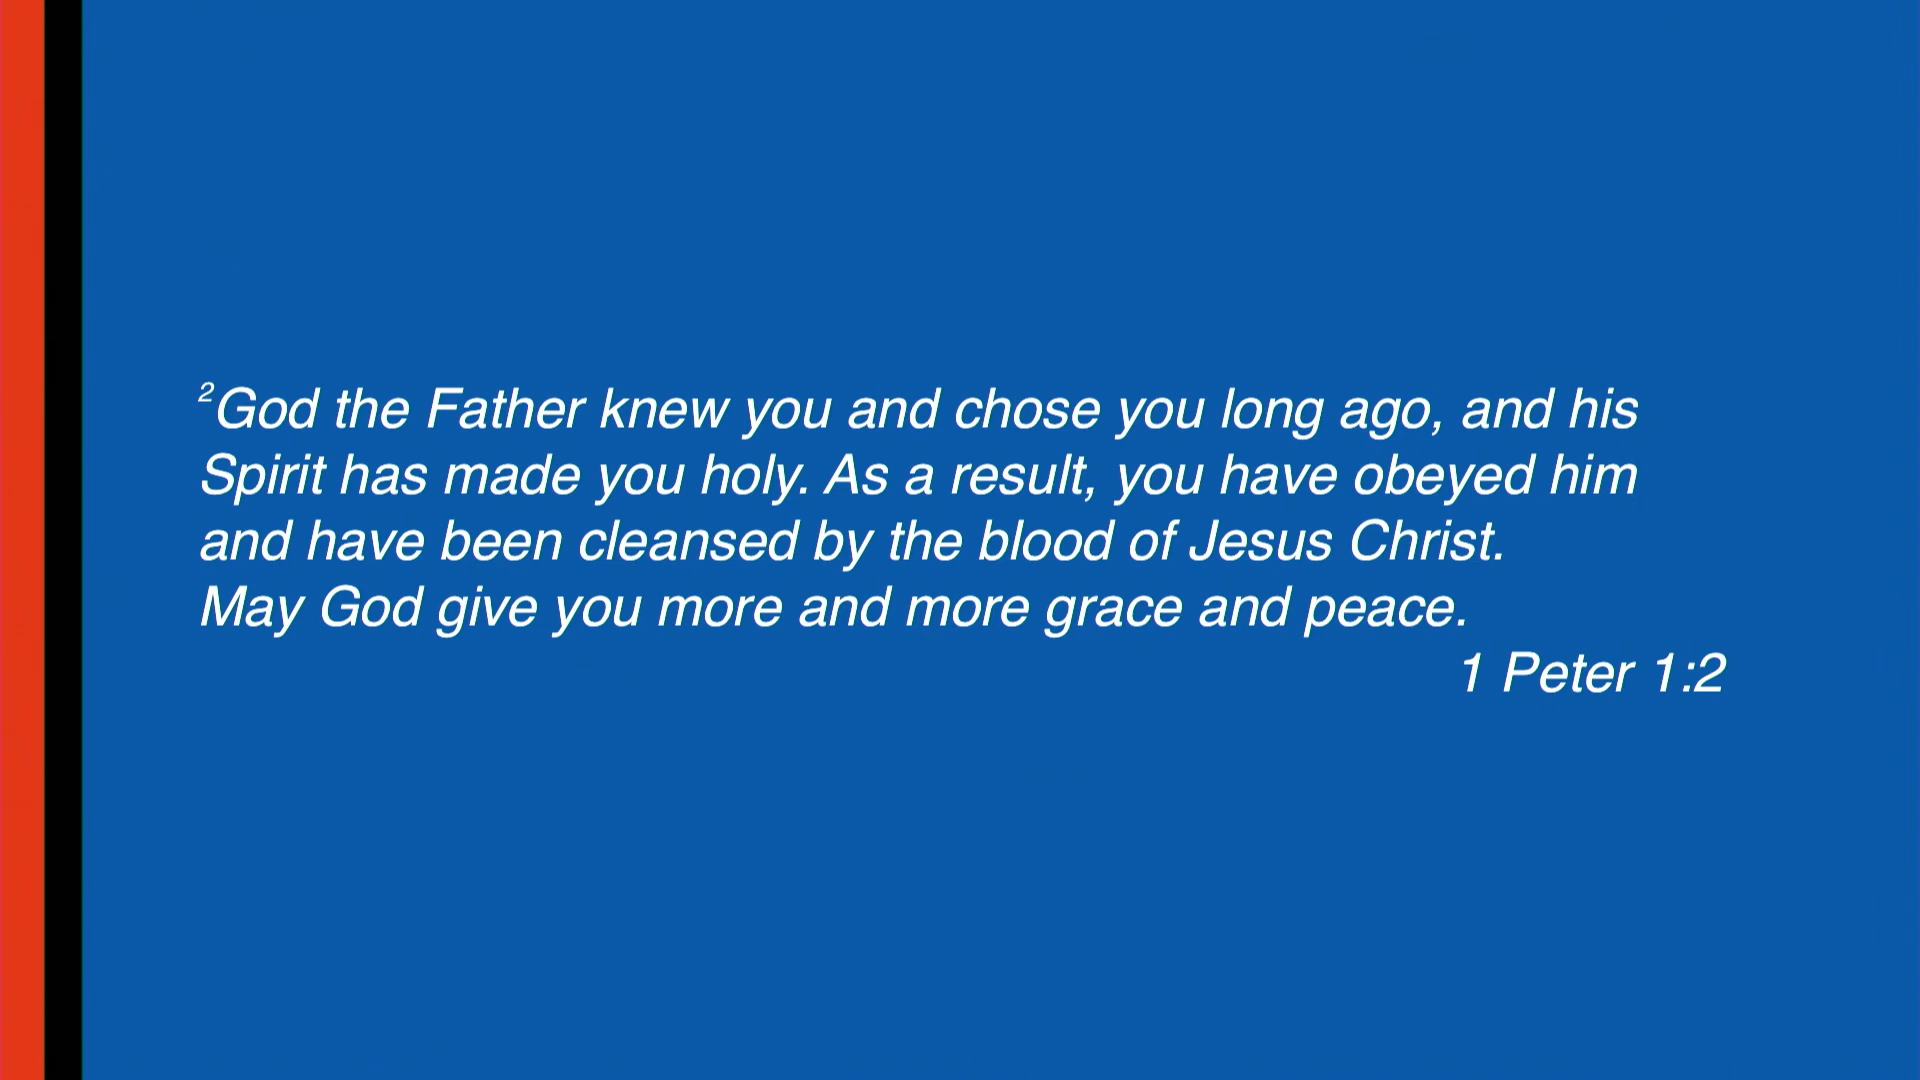 ²God the Father knew you and chose you long ago, and his
Spirit has made you holy. As a result, you have obeyed him
and have been cleansed by the blood of Jesus Christ.
May God give you more and more grace and peace.
1 Peter 1:2